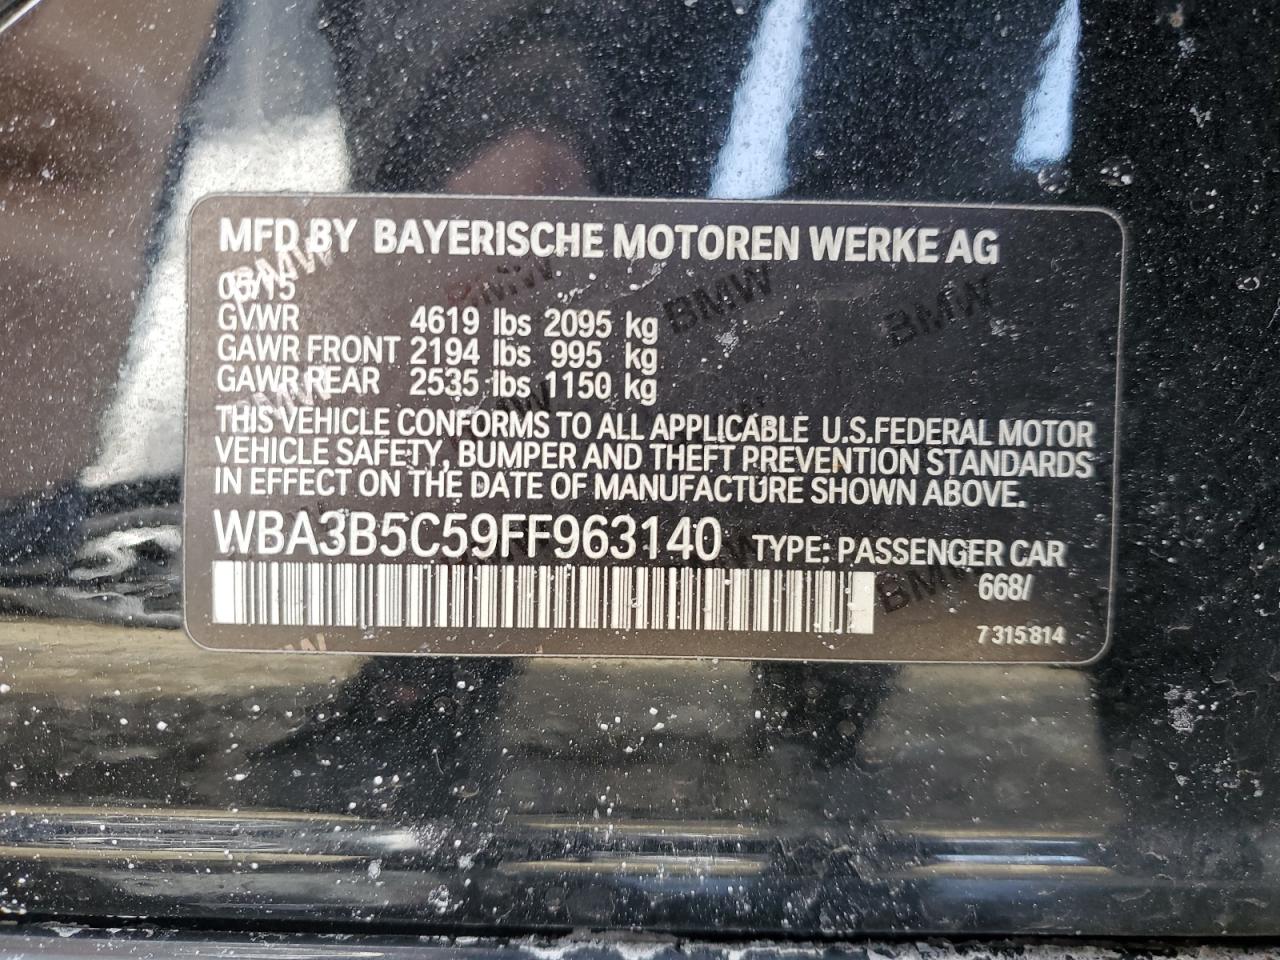 MFD BY BAYERISCHE MOTOREN WERKE AG
05/15
GVWR 4619 lbs 2095 kg
GAWR FRONT 2194 lbs 995 kg
GAWR REAR 2535 lbs 1150 kg
THIS VEHICLE CONFORMS TO ALL APPLICABLE U.S.FEDERAL MOTOR
VEHICLE SAFETY, BUMPER AND THEFT PREVENTION STANDARDS
IN EFFECT ON THE DATE OF MANUFACTURE SHOWN ABOVE.
WBA3B5C59FF963140 TYPE: PASSENGER CAR
668/
7 315 814